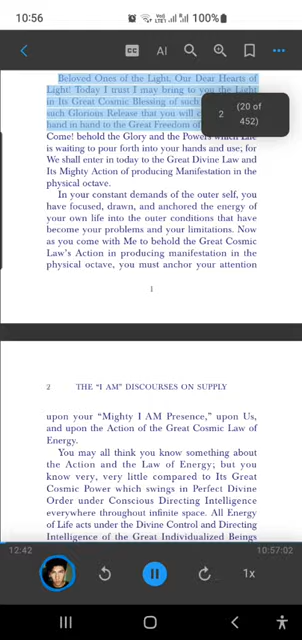 10:56
Vo)
LTE1
100%
CC
AI
Beloved Ones of the Light, Our Dear Hearts of
Light! Today I trust I may bring to you the Light
in Its Great Cosmic Blessing of such
such Glorious Release that you will
hand in hand to the Great Freedom of
2
(20 of
452)
Come! behold the Glory and the Powers which Life
is waiting to pour forth into your hands and use; for
We shall enter in today to the Great Divine Law and
Its Mighty Action of producing Manifestation in the
physical octave.
In your constant demands of the outer self, you
have focused, drawn, and anchored the energy of
your own life into the outer conditions that have
become your problems and your limitations. Now
as you come with Me to behold the Great Cosmic
Law's Action in producing manifestation in the
physical octave, you must anchor your attention
1
2 THE "I AM" DISCOURSES ON SUPPLY
upon your "Mighty I AM Presence," upon Us,
and upon the Action of the Great Cosmic Law of
Energy.
You may all think you know something about
the Action and the Law of Energy; but you
know very, very little compared to Its Great
Cosmic Power which swings in Perfect Divine
Order under Conscious Directing Intelligence
everywhere throughout infinite space. All Energy
of Life acts under the Divine Control and Directing
Intelligence of the Great Individualized Beings
12:42
10:57:02
1x